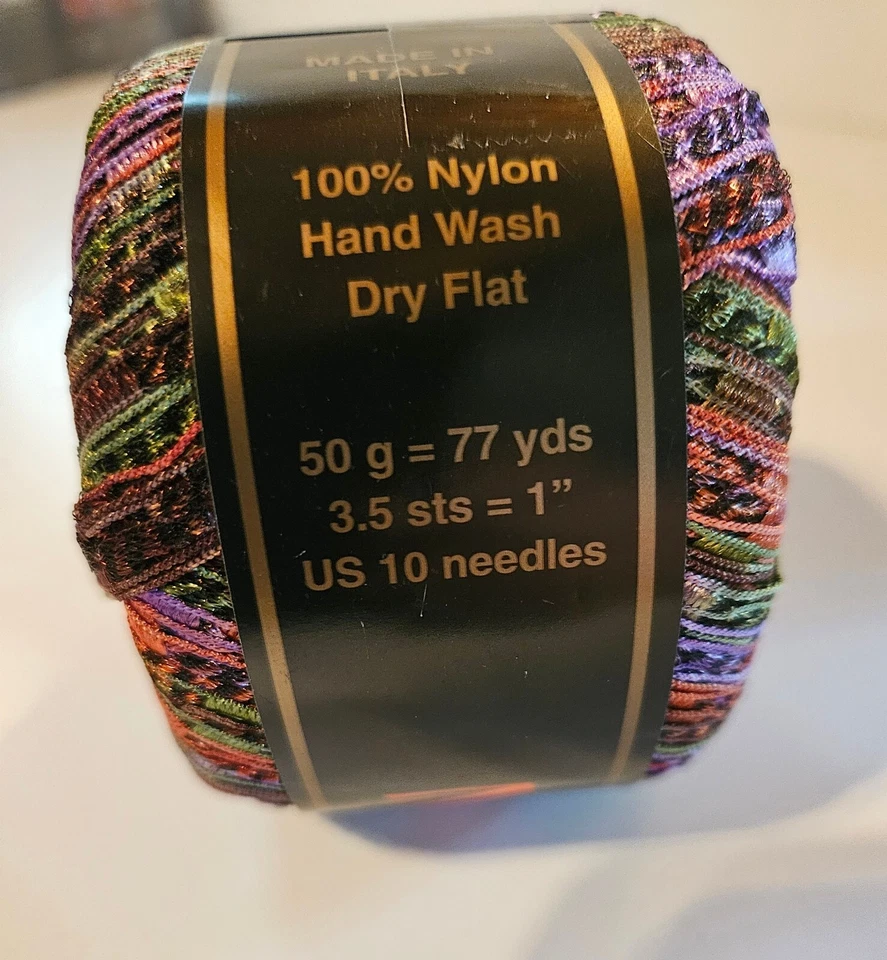 MADE IN
ITALY
100% Nylon
Hand Wash
Dry Flat
50 g = 77 yds
3.5 sts = 1”
US 10 needles